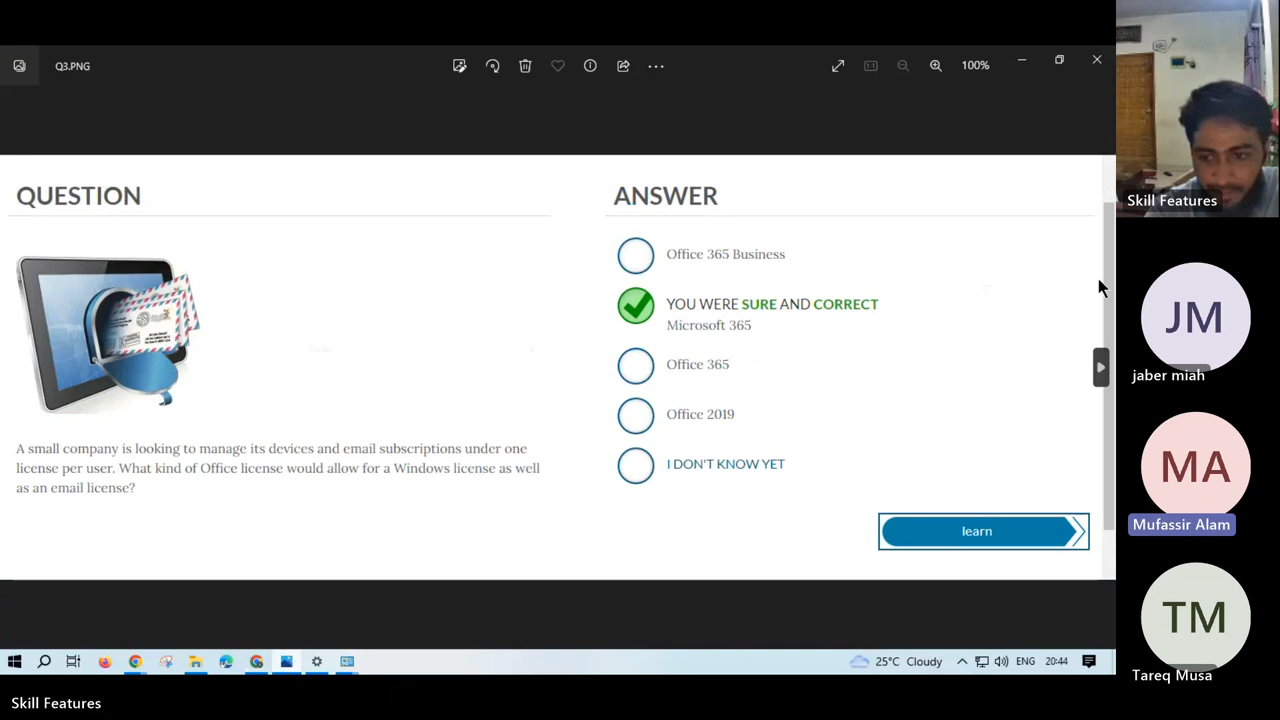 Q3.PNG
100%
QUESTION
A small company is looking to manage its devices and email subscriptions under one
license per user. What kind of Office license would allow for a Windows license as well
as an email license?
ANSWER
Office 365 Business
YOU WERE SURE AND CORRECT
Microsoft 365
Office 365
Office 2019
I DON'T KNOW YET
learn
25°C Cloudy
ENG
20:44
Skill Features
Skill Features
JM
jaber miah
MA
Mufassir Alam
TM
Tareq Musa